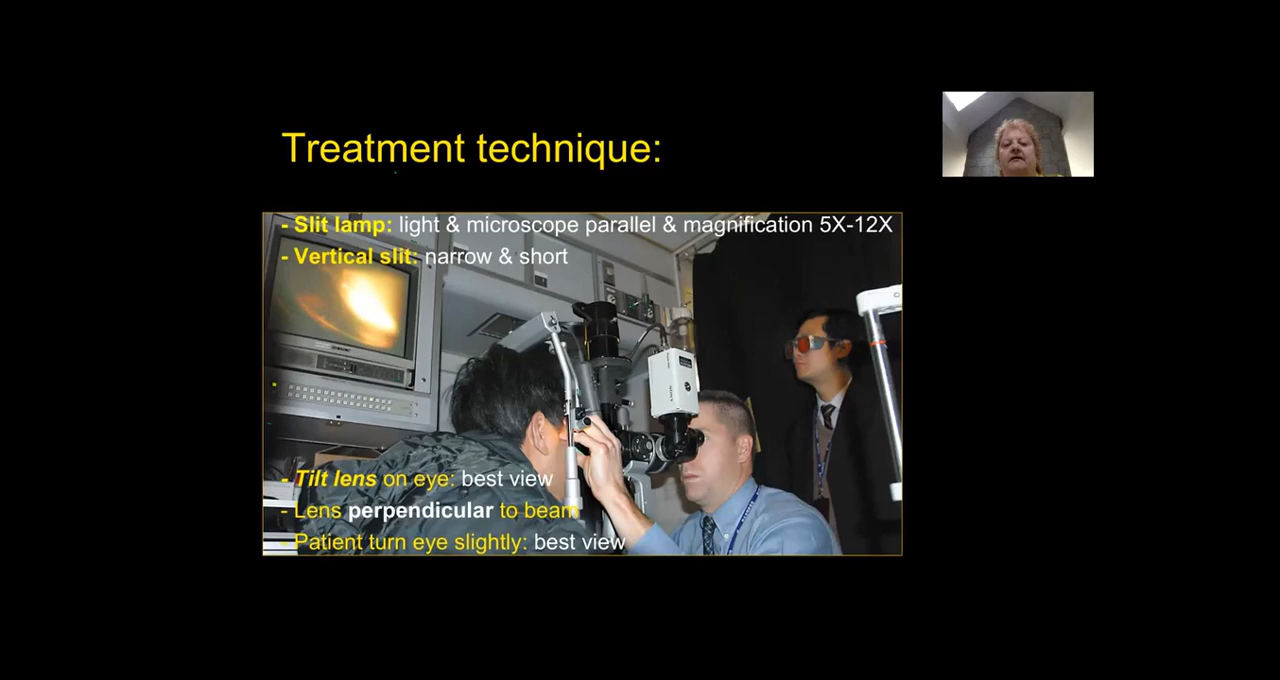 Treatment technique:
- Slit lamp: light & microscope parallel & magnification 5X-12X
- Vertical slit: narrow & short
- Tilt lens on eye: best view
- Lens perpendicular to beam
- Patient turn eye slightly: best view